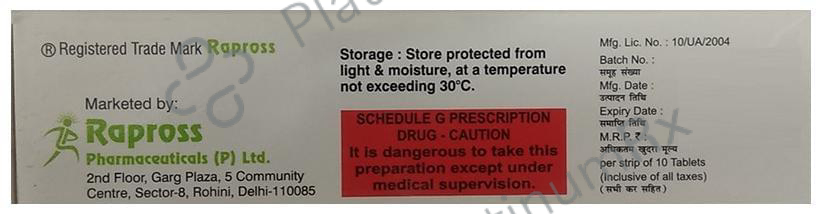 ® Registered Trade Mark Rapross
Marketed by:
Rapross
Pharmaceuticals (P) Ltd.
2nd Floor, Garg Plaza, 5 Community
Centre, Sector-8, Rohini, Delhi-110085
Storage : Store protected from
light & moisture, at a temperature
not exceeding 30°C.
SCHEDULE G PRESCRIPTION
DRUG - CAUTION
It is dangerous to take this
preparation except under
medical supervision.
Mfg. Lic. No. : 10/UA/2004
Batch No. :
समूह संख्या
Mfg. Date :
उत्पादन तिथि
Expiry Date :
समाप्ति तिथि
M.R.P. ₹ :
अधिकतम खुदरा मूल्य
per strip of 10 Tablets
(Inclusive of all taxes)
(सभी कर सहित)